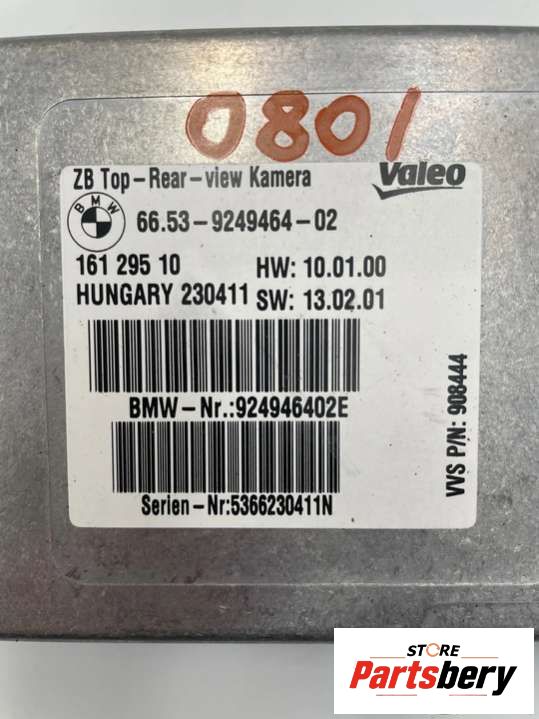 0801
ZB Top-Rear-view Kamera
Valeo
BMW
66.53-9249464-02
161 295 10
HW: 10.01.00
HUNGARY 230411
SW: 13.02.01
BMW-Nr.:924946402E
Serien-Nr:5366230411N
VVS P/N: 908444
STORE
Partsbery